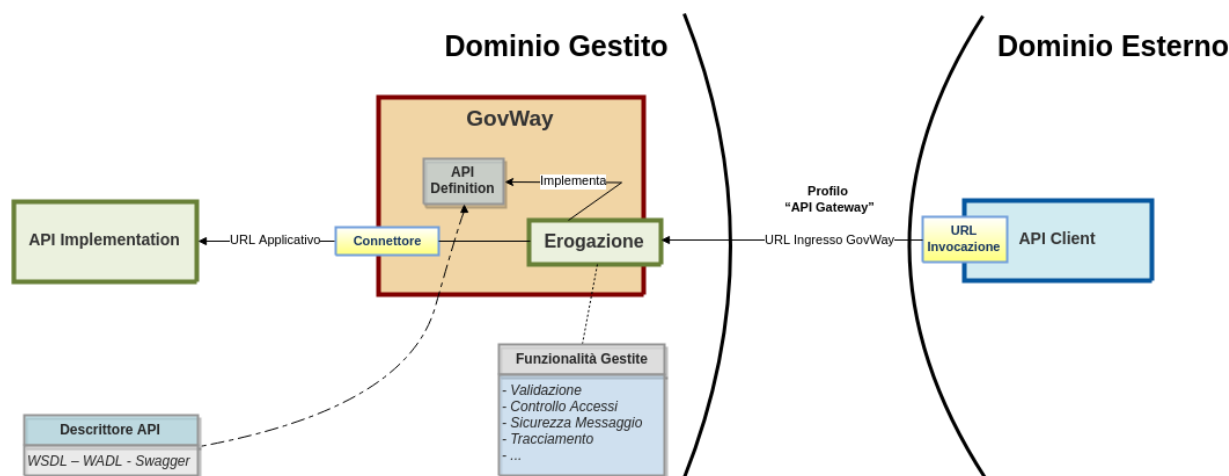 Dominio Gestito
Dominio Esterno
GovWay
API
Definition
Implementa
Profilo
“API Gateway”
API Implementation
URL Applicativo
Connettore
Erogazione
URL Ingresso GovWay
URL
Invocazione
API Client
Funzionalità Gestite
- Validazione
- Controllo Accessi
- Sicurezza Messaggio
- Tracciamento
- ...
Descrittore API
WSDL – WADL - Swagger